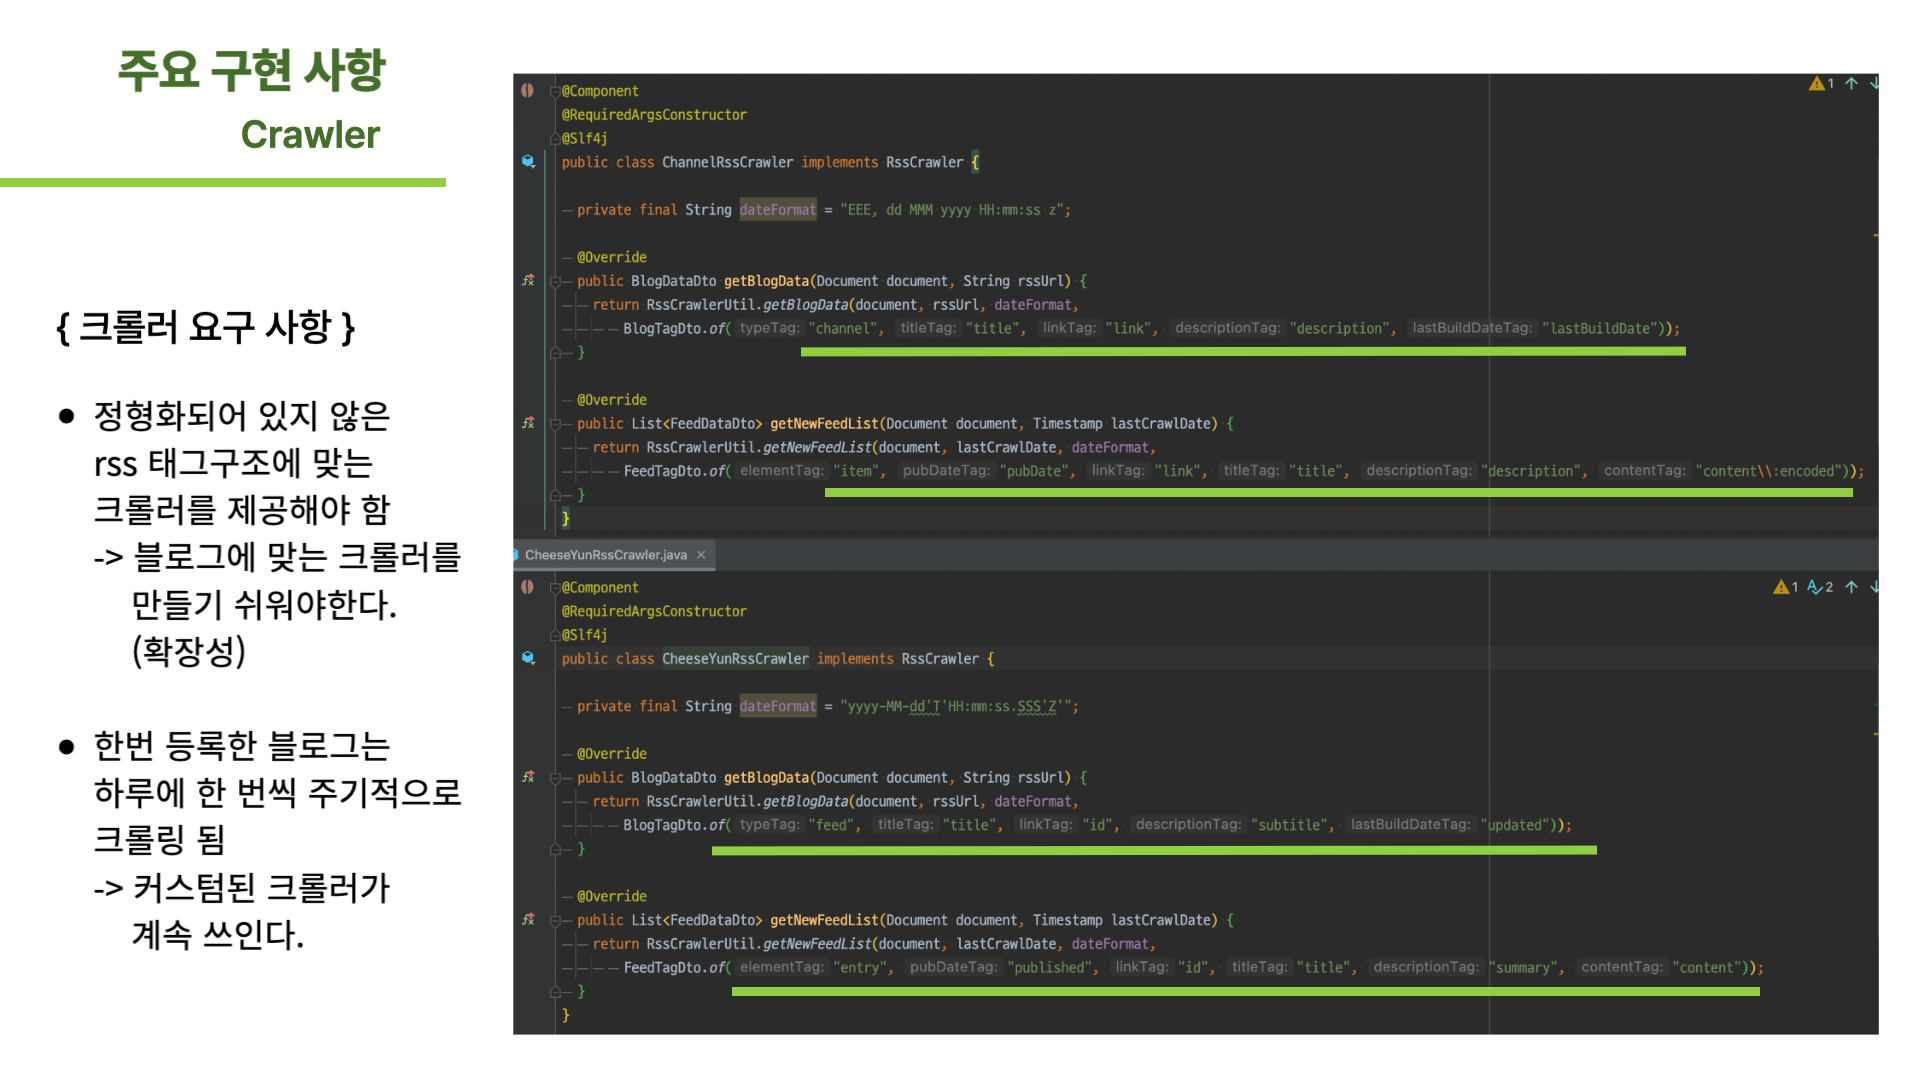 주요 구현 사항
Crawler
{ 크롤러 요구 사항 }
● 정형화되어 있지 않은
rss 태그구조에 맞는
크롤러를 제공해야 함
-> 블로그에 맞는 크롤러를
만들기 쉬워야한다.
(확장성)
● 한번 등록한 블로그는
하루에 한 번씩 주기적으로
크롤링 됨
-> 커스텀된 크롤러가
계속 쓰인다.
1
@Component
@RequiredArgsConstructor
@Slf4j
public class ChannelRssCrawler implements RssCrawler {
private final String dateFormat = "EEE, dd MMM yyyy HH:mm:ss z";
@Override
public BlogDataDto getBlogData(Document document, String rssUrl) {
return RssCrawlerUtil.getBlogData(document, rssUrl, dateFormat,
BlogTagDto.of( typeTag: "channel", titleTag: "title", linkTag: "link", descriptionTag: "description", lastBuildDateTag: "lastBuildDate"));
}
@Override
public List<FeedDataDto> getNewFeedList(Document document, Timestamp lastCrawlDate) {
return RssCrawlerUtil.getNewFeedList(document, lastCrawlDate, dateFormat,
FeedTagDto.of( elementTag: "item", pubDateTag: "pubDate", linkTag: "link", titleTag: "title", descriptionTag: "description", contentTag: "content\\:encoded"));
}
}
CheeseYunRssCrawler.java ×
@Component
1 2
@RequiredArgsConstructor
@Slf4j
public class CheeseYunRssCrawler implements RssCrawler {
private final String dateFormat = "yyyy-MM-dd'T'HH:mm:ss.SSS'Z'";
@Override
public BlogDataDto getBlogData(Document document, String rssUrl) {
return RssCrawlerUtil.getBlogData(document, rssUrl, dateFormat,
BlogTagDto.of( typeTag: "feed", titleTag: "title", linkTag: "id", descriptionTag: "subtitle", lastBuildDateTag: "updated"));
}
@Override
public List<FeedDataDto> getNewFeedList(Document document, Timestamp lastCrawlDate) {
return RssCrawlerUtil.getNewFeedList(document, lastCrawlDate, dateFormat,
FeedTagDto.of( elementTag: "entry", pubDateTag: "published", linkTag: "id", titleTag: "title", descriptionTag: "summary", contentTag: "content"));
}
}